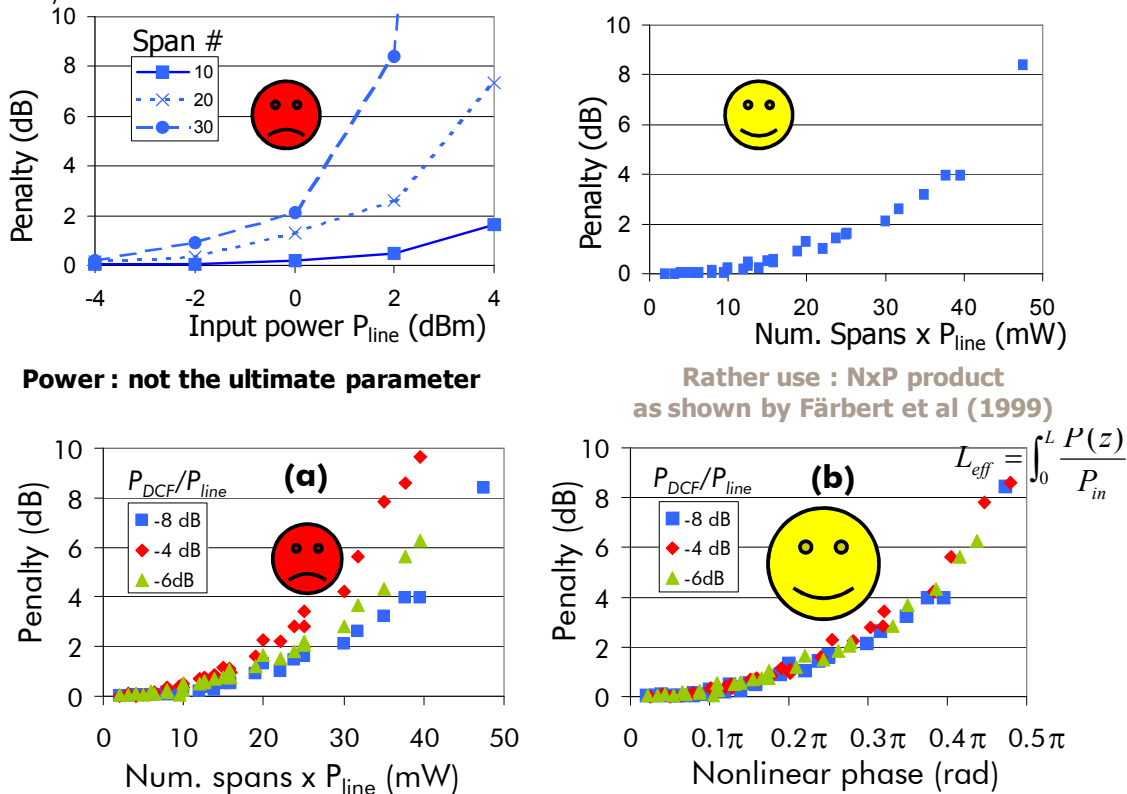 10
8
6
4
2
0
Penalty (dB)
Span #
10
20
30
-4
-2
0
2
4
Input power P_line (dBm)
Power : not the ultimate parameter
10
8
6
4
2
0
Penalty (dB)
0
10
20
30
40
50
Num. Spans x P_line (mW)
Rather use : NxP product
as shown by Färbert et al (1999)
10
8
6
4
2
0
Penalty (dB)
P_DCF/P_line
(a)
-8 dB
-4 dB
-6dB
0
10
20
30
40
50
Num. spans x P_line (mW)
10
8
6
4
2
0
Penalty (dB)
P_DCF/P_line
(b)
-8 dB
-4 dB
-6dB
L_eff = ∫_0^L P(z)/P_in
0
0.1π
0.2π
0.3π
0.4π
0.5π
Nonlinear phase (rad)